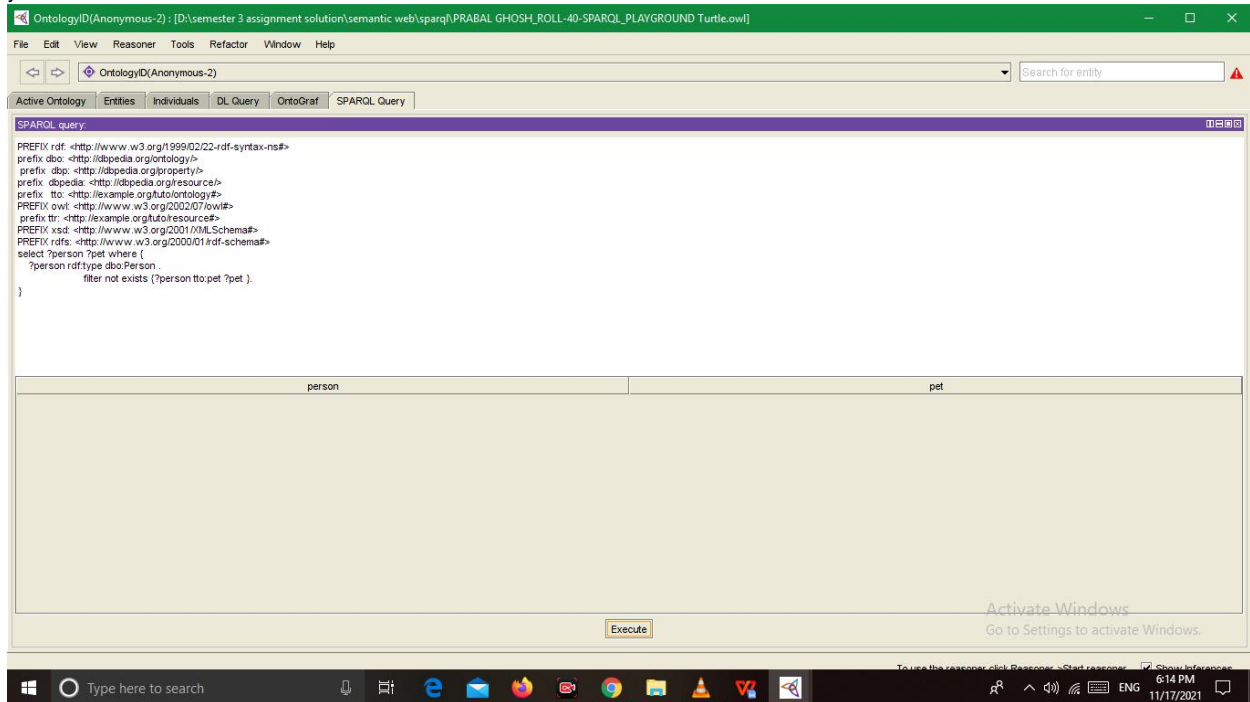 OntologyID(Anonymous-2) : [D:\semester 3 assignment solution\semantic web\sparql\PRABAL GHOSH_ROLL-40-SPARQL_PLAYGROUND Turtle.owl]
File Edit View Reasoner Tools Refactor Window Help
OntologyID(Anonymous-2) Search for entity
Active Ontology Entities Individuals DL Query OntoGraf SPARQL Query
SPARQL query:
PREFIX rdf: <http://www.w3.org/1999/02/22-rdf-syntax-ns#>
prefix dbo: <http://dbpedia.org/ontology/>
prefix dbp: <http://dbpedia.org/property/>
prefix dbpedia: <http://dbpedia.org/resource/>
prefix tto: <http://example.org/tuto/ontology#>
PREFIX owl: <http://www.w3.org/2002/07/owl#>
prefix ttr: <http://example.org/tuto/resource#>
PREFIX xsd: <http://www.w3.org/2001/XMLSchema#>
PREFIX rdfs: <http://www.w3.org/2000/01/rdf-schema#>
select ?person ?pet where {
?person rdf:type dbo:Person .
filter not exists {?person tto:pet ?pet }.
}
person pet
Activate Windows
Execute Go to Settings to activate Windows.
To use the reasoner click Reasoner->Start reasoner Show Inferences
Type here to search ENG 6:14 PM
11/17/2021